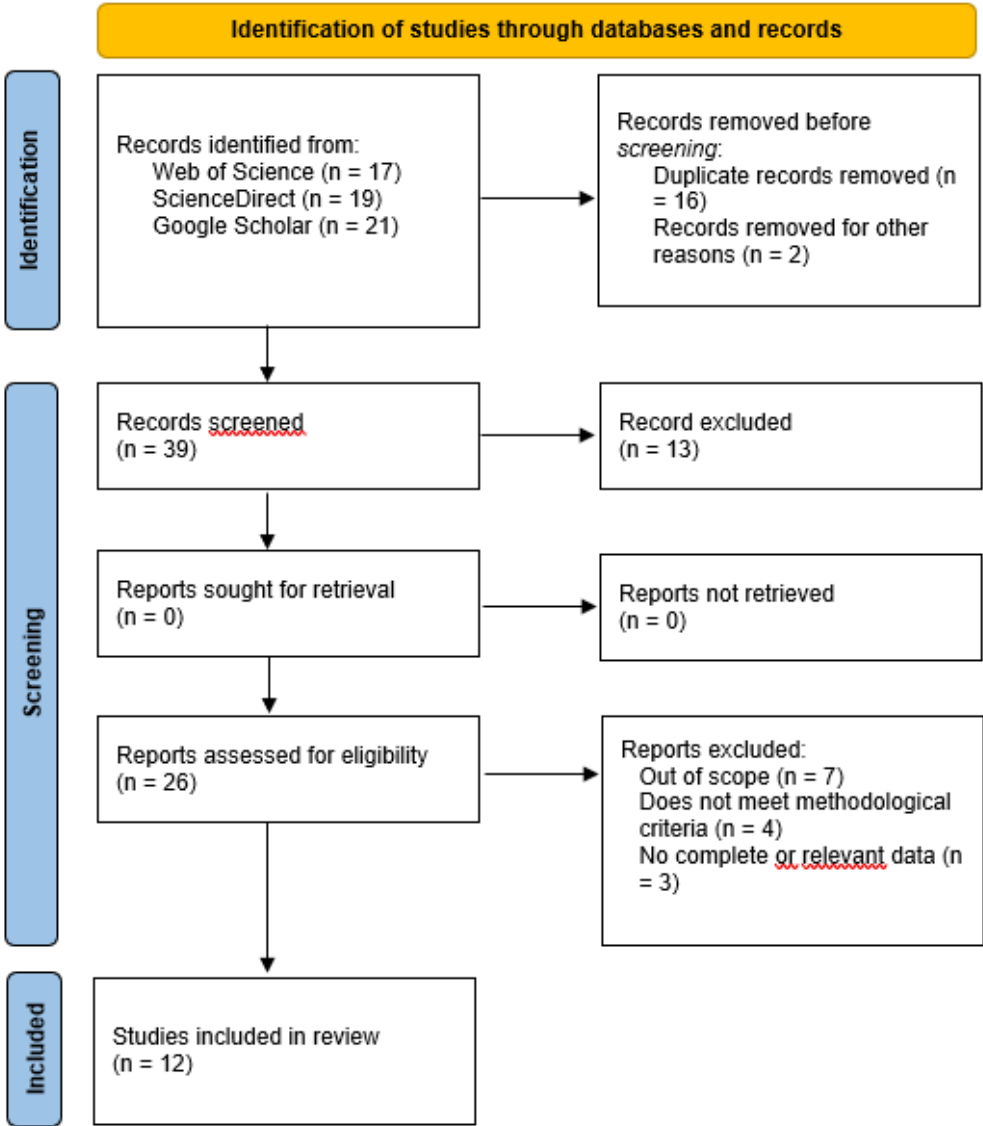 Identification of studies through databases and records
Identification
Records identified from:
Web of Science (n = 17)
ScienceDirect (n = 19)
Google Scholar (n = 21)
Records removed before
screening:
Duplicate records removed (n
= 16)
Records removed for other
reasons (n = 2)
Screening
Records screened
(n = 39)
Record excluded
(n = 13)
Reports sought for retrieval
(n = 0)
Reports not retrieved
(n = 0)
Reports assessed for eligibility
(n = 26)
Reports excluded:
Out of scope (n = 7)
Does not meet methodological
criteria (n = 4)
No complete or relevant data (n
= 3)
Included
Studies included in review
(n = 12)